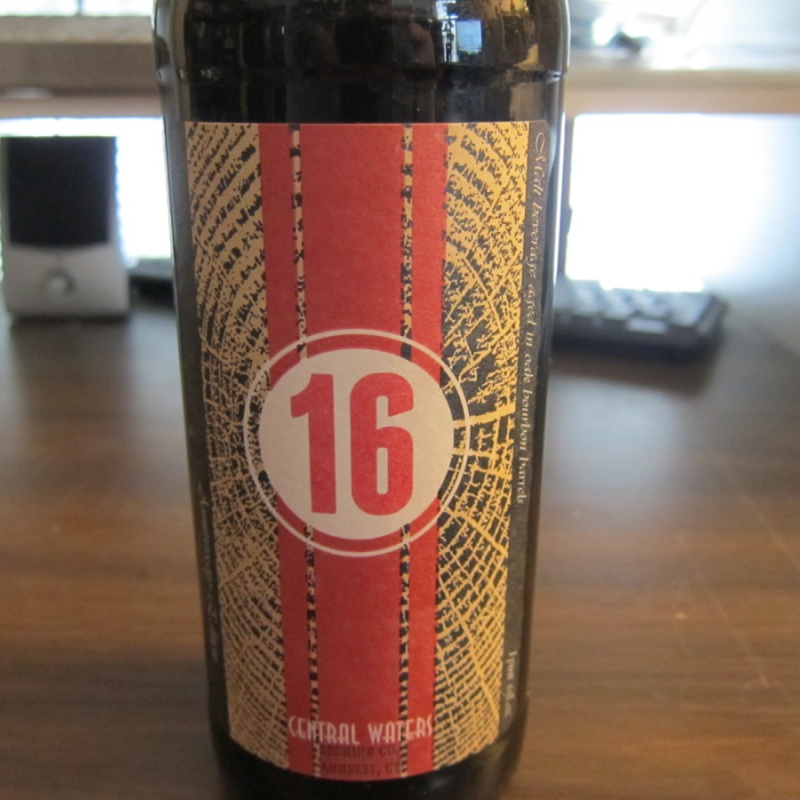 16
CENTRAL WATERS
BREWING CO.
AMHERST, WI
Malt beverage aged in oak bourbon barrels